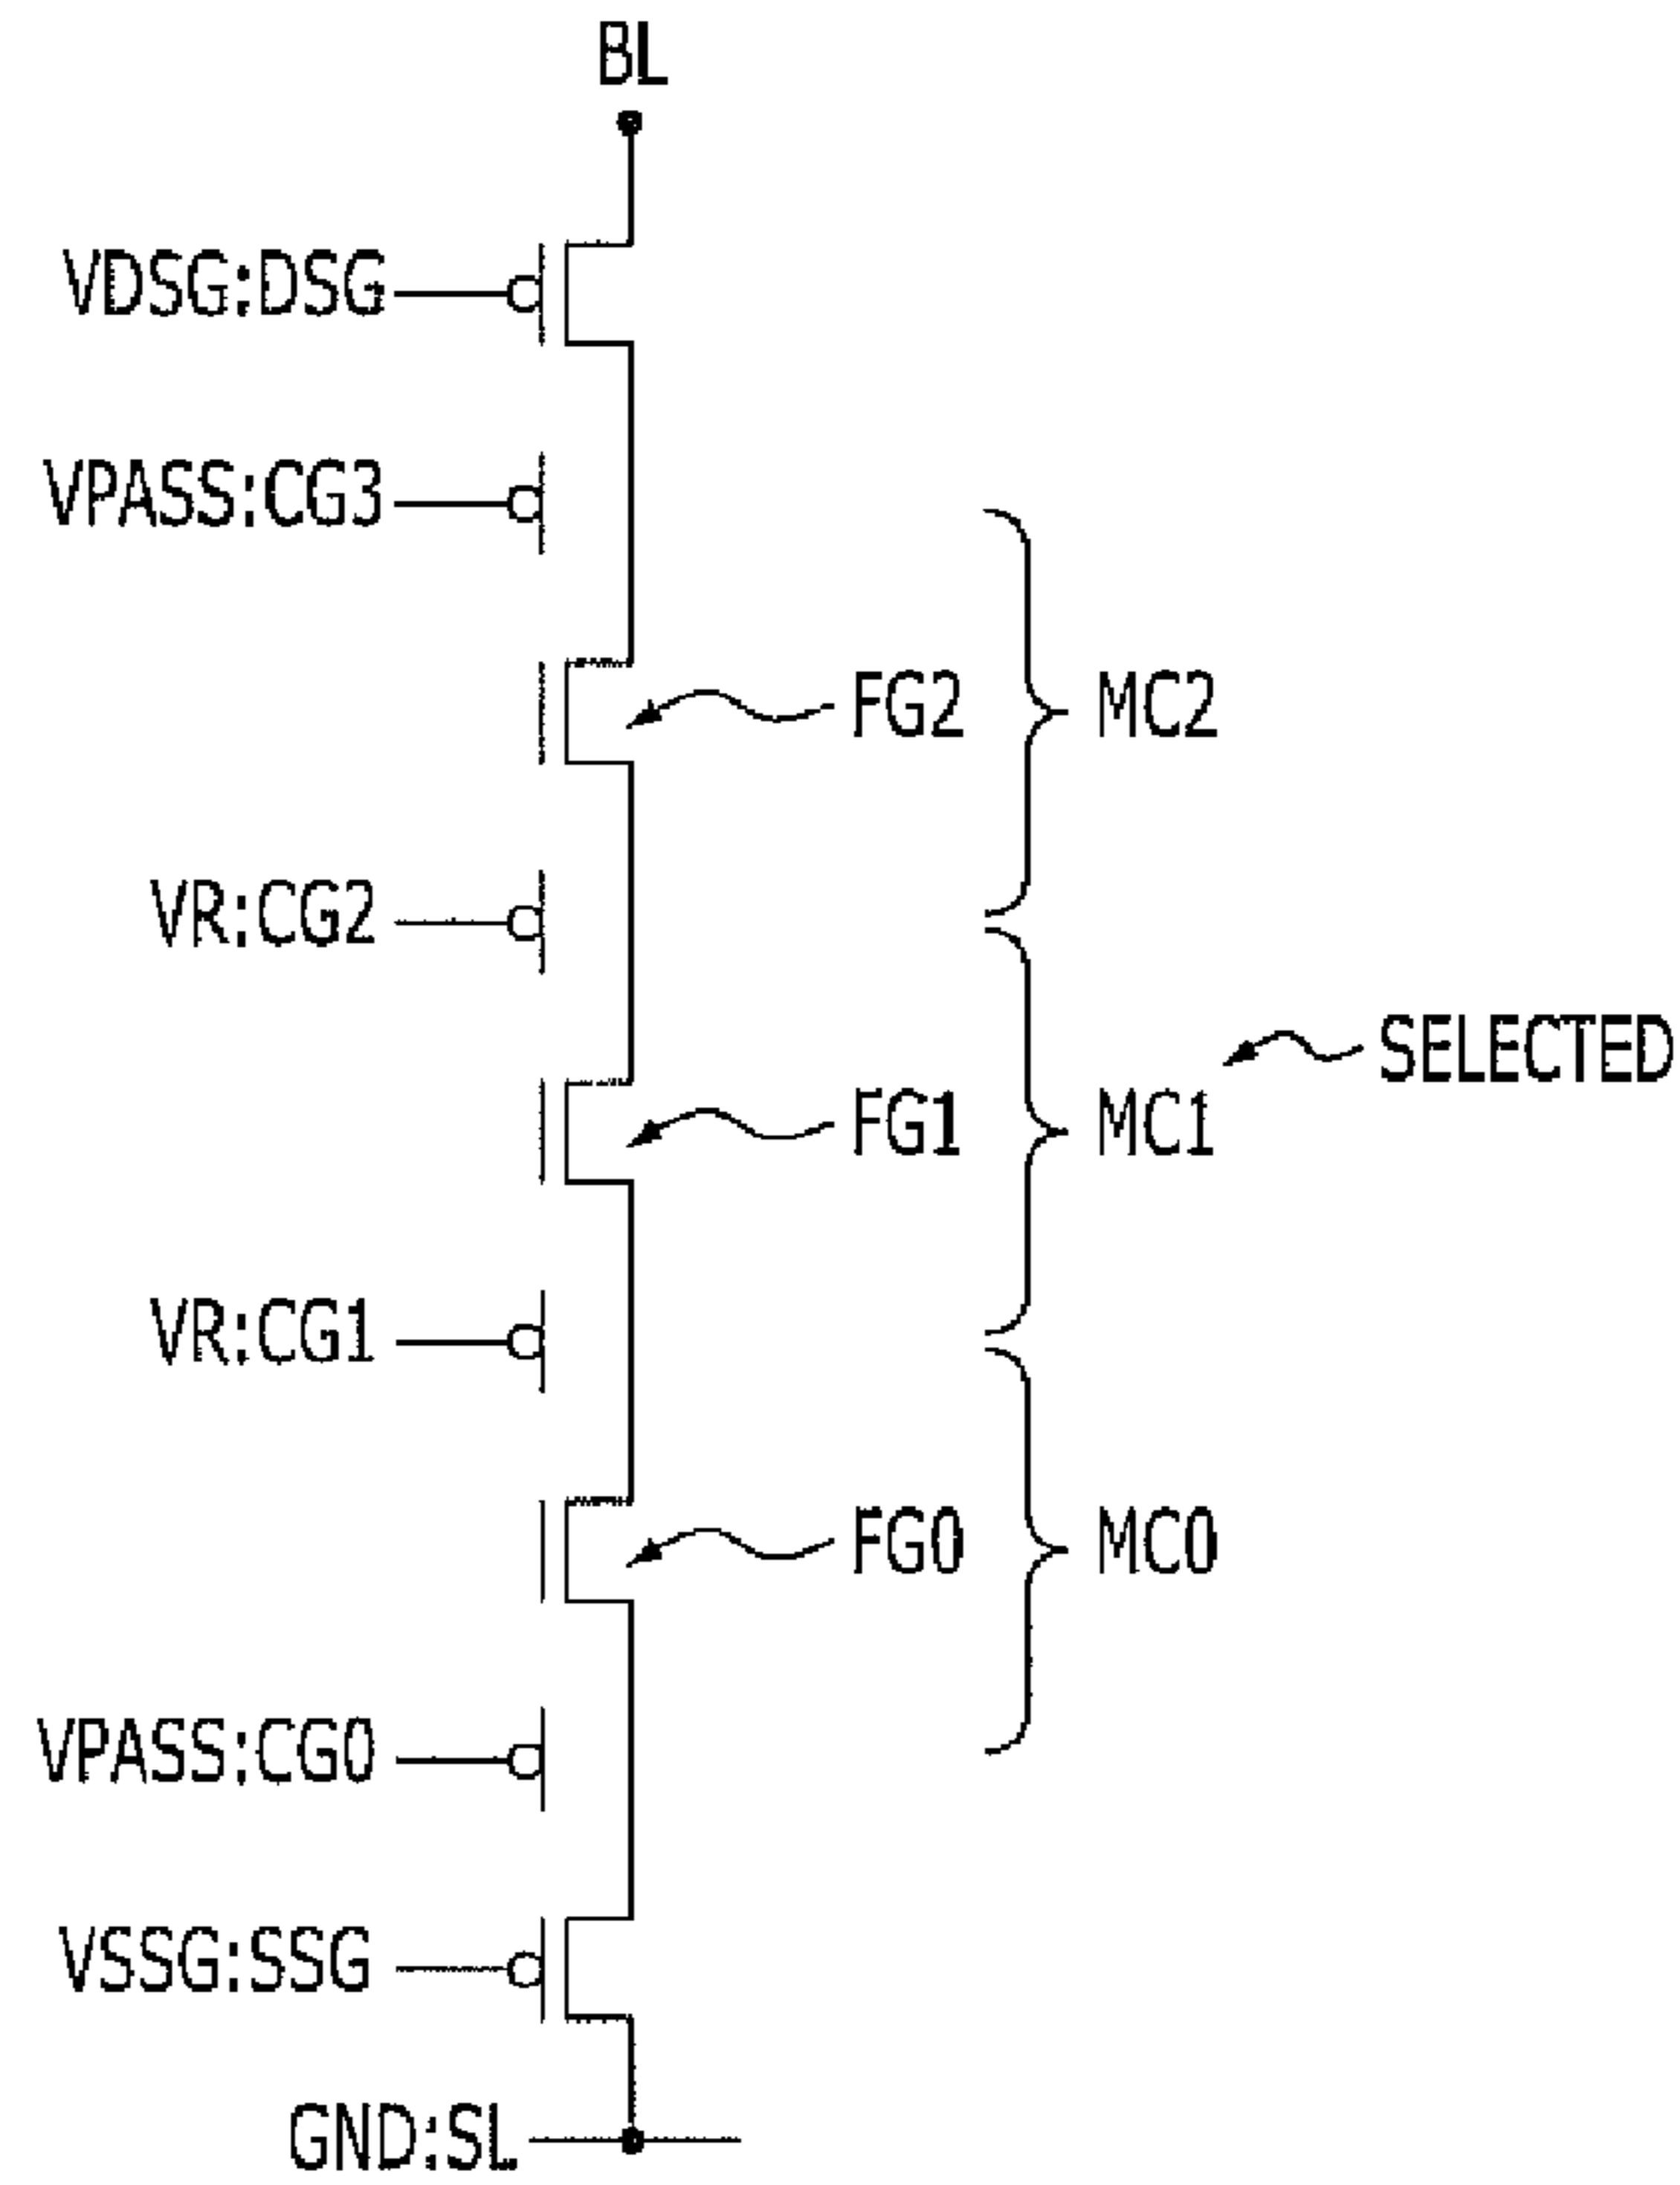 BL
VDSG:DSG
VPASS:CG3
FG2
MC2
VR:CG2
SELECTED
FG1
MC1
VR:CG1
FG0
MC0
VPASS:CG0
VSSG:SSG
GND:SL